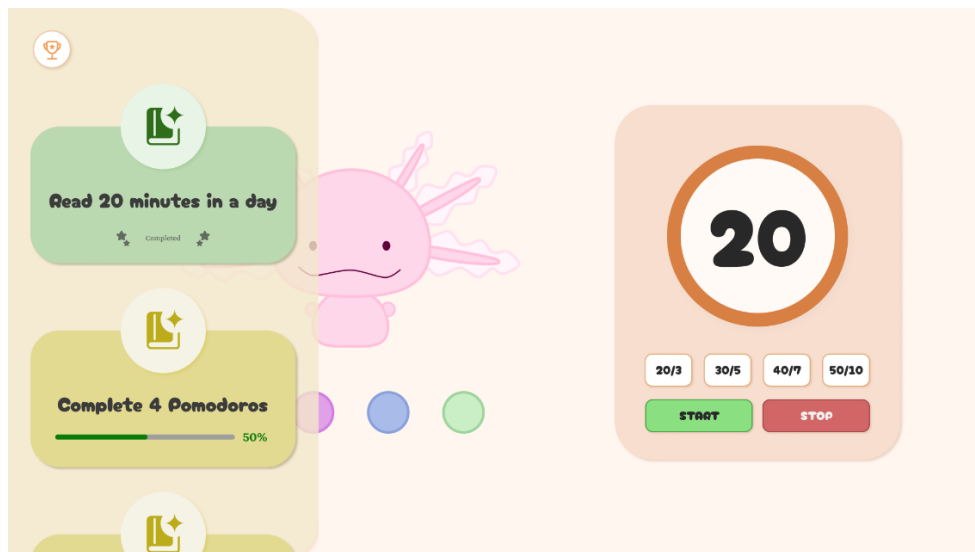 Read 20 minutes in a day
Completed
Complete 4 Pomodoros
50%
20
20/3 30/5 40/7 50/10
START STOP